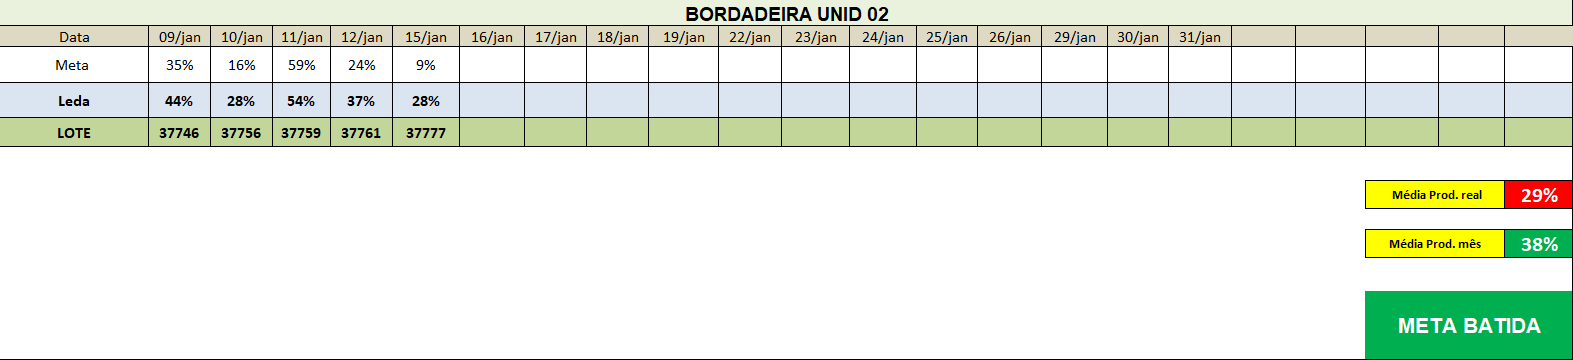 BORDADEIRA UNID 02
Data 09/jan 10/jan 11/jan 12/jan 15/jan 16/jan 17/jan 18/jan 19/jan 22/jan 23/jan 24/jan 25/jan 26/jan 29/jan 30/jan 31/jan
Meta 35% 16% 59% 24% 9%
Leda 44% 28% 54% 37% 28%
LOTE 37746 37756 37759 37761 37777
Média Prod. real 29%
Média Prod. mês 38%
META BATIDA